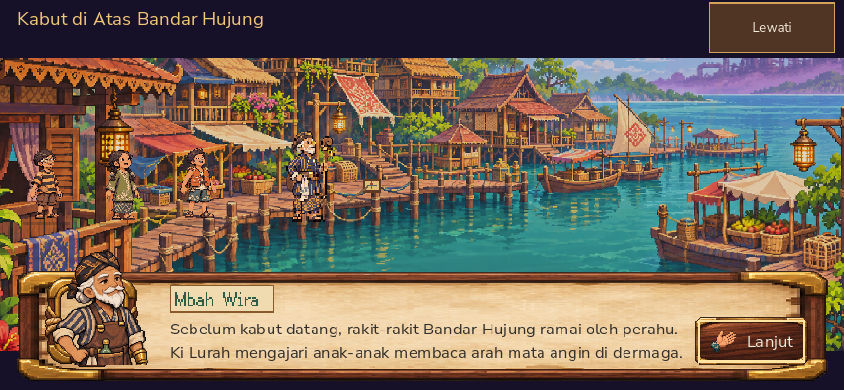 Kabut di Atas Bandar Hujung
Lewati
Mbah Wira
Sebelum kabut datang, rakit-rakit Bandar Hujung ramai oleh perahu.
Ki Lurah mengajari anak-anak membaca arah mata angin di dermaga.
Lanjut